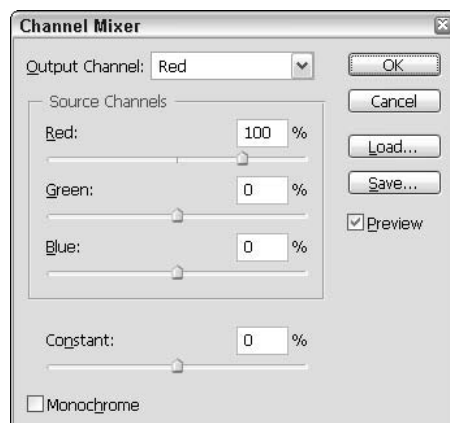 Channel Mixer
Output Channel: Red
OK
Source Channels
Cancel
Red: 100 %
Load...
Green: 0 %
Save...
Preview
Blue: 0 %
Constant: 0 %
Monochrome